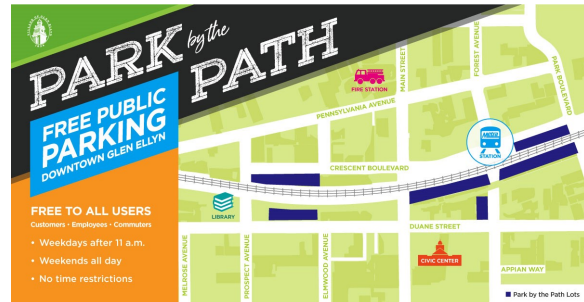 PARK by the
PATH
FREE PUBLIC
PARKING
DOWNTOWN GLEN ELLYN
FREE TO ALL USERS
Customers • Employees • Commuters
• Weekdays after 11 a.m.
• Weekends all day
• No time restrictions
FIRE STATION
MAIN STREET
FOREST AVENUE
PARK BOULEVARD
PENNSYLVANIA AVENUE
Metra
STATION
CRESCENT BOULEVARD
LIBRARY
DUANE STREET
CIVIC CENTER
MELROSE AVENUE
PROSPECT AVENUE
ELMWOOD AVENUE
APPIAN WAY
Park by the Path Lots